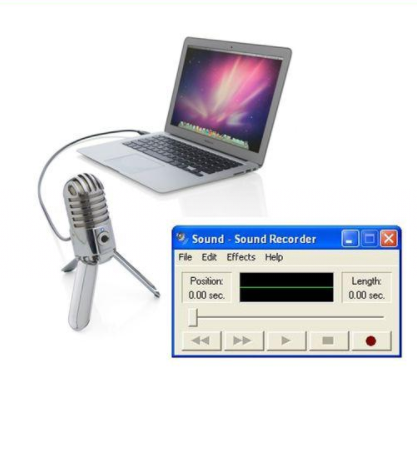 Sound - Sound Recorder
File Edit Effects Help
Position:
0.00 sec.
Length:
0.00 sec.